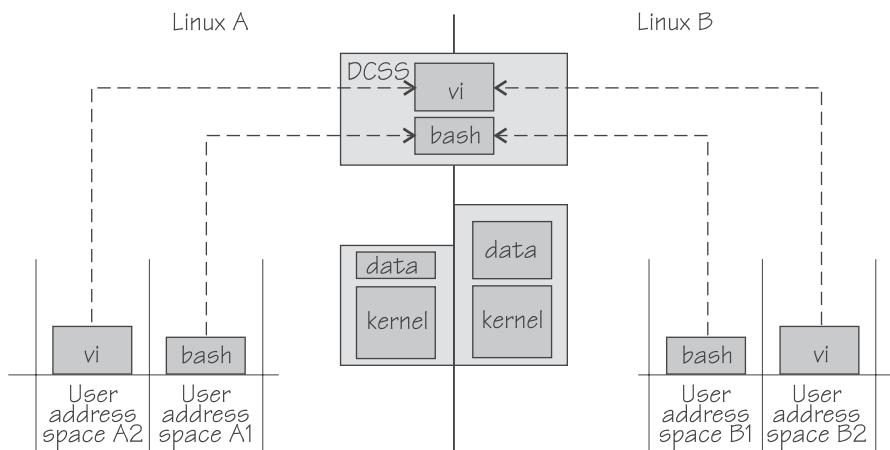 Linux A
Linux B
DCSS
vi
bash
data
kernel
data
kernel
vi
bash
bash
vi
User
address
space A2
User
address
space A1
User
address
space B1
User
address
space B2